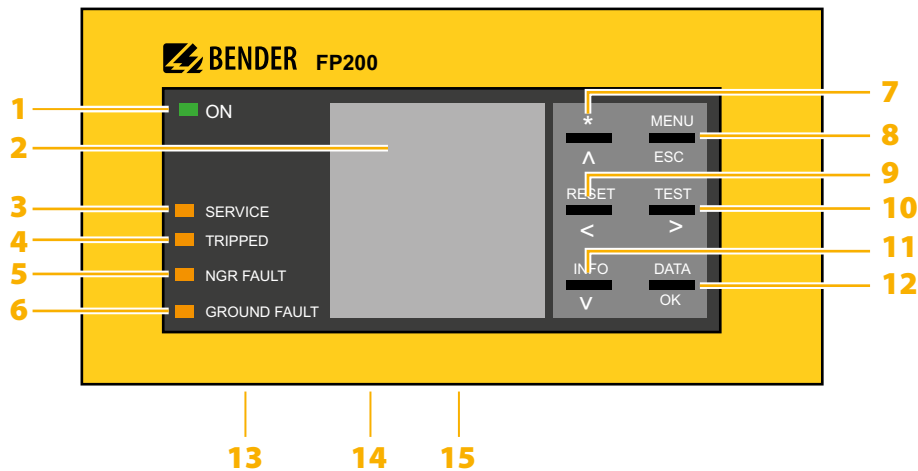 BENDER FP200
1 ON
2
3 SERVICE
4 TRIPPED
5 NGR FAULT
6 GROUND FAULT
7
* MENU
8
^ ESC
9
RESET TEST
10
< >
11
INFO DATA
12
v OK
13 14 15